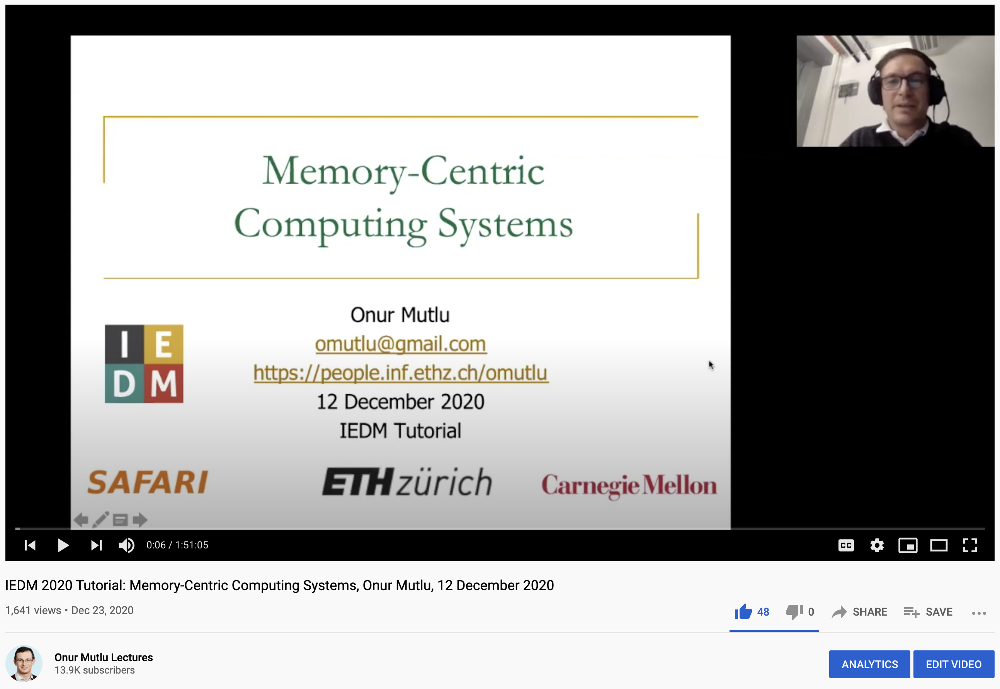 Memory-Centric
Computing Systems
Onur Mutlu
omutlu@gmail.com
https://people.inf.ethz.ch/omutlu
12 December 2020
IEDM Tutorial
I E
D M
SAFARI
ETH zürich
Carnegie Mellon
0:06 / 1:51:05
CC
IEDM 2020 Tutorial: Memory-Centric Computing Systems, Onur Mutlu, 12 December 2020
1,641 views • Dec 23, 2020
48
0
SHARE
SAVE
Onur Mutlu Lectures
13.9K subscribers
ANALYTICS
EDIT VIDEO